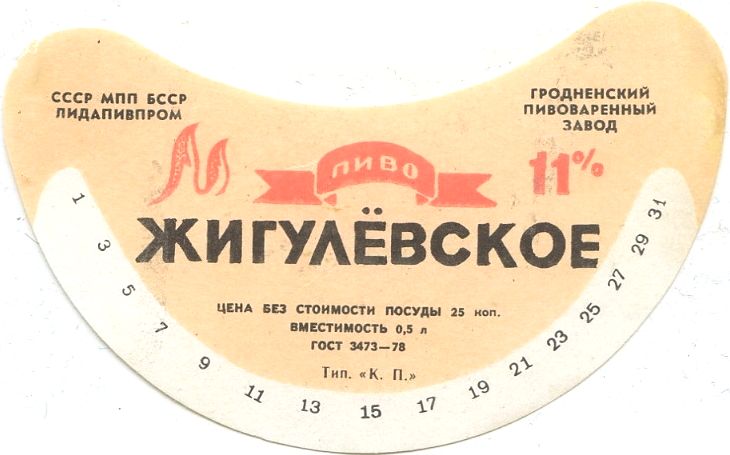 СССР МПП БССР
ЛИДАПИВПРОМ
ГРОДНЕНСКИЙ
ПИВОВАРЕННЫЙ
ЗАВОД
ПИВО
11%
ЖИГУЛЁВСКОЕ
ЦЕНА БЕЗ СТОИМОСТИ ПОСУДЫ 25 коп.
ВМЕСТИМОСТЬ 0,5 л
ГОСТ 3473—78
Тип. «К. П.»
1 3 5 7 9 11 13 15 17 19 21 23 25 27 29 31